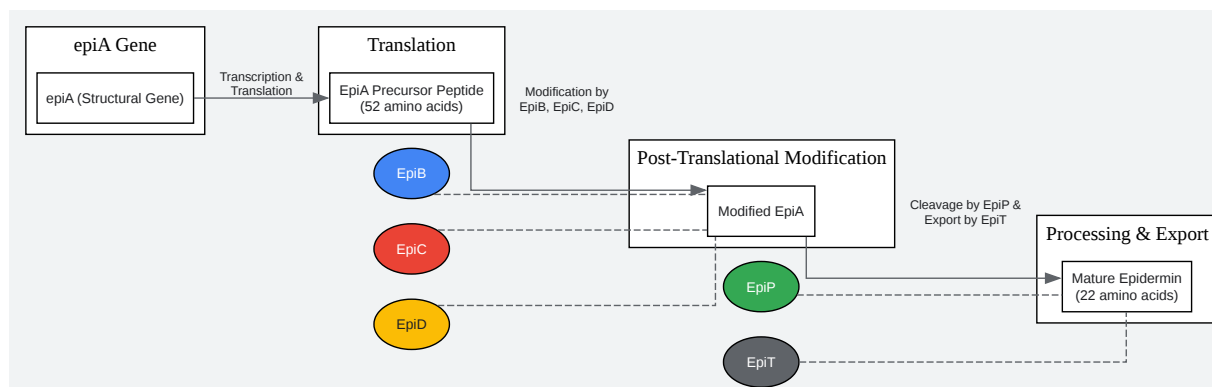 epiA Gene
epiA (Structural Gene)
Transcription &
Translation
Translation
EpiA Precursor Peptide
(52 amino acids)
Modification by
EpiB, EpiC, EpiD
EpiB
EpiC
EpiD
Post-Translational Modification
Modified EpiA
Cleavage by EpiP &
Export by EpiT
EpiP
EpiT
Processing & Export
Mature Epidermin
(22 amino acids)